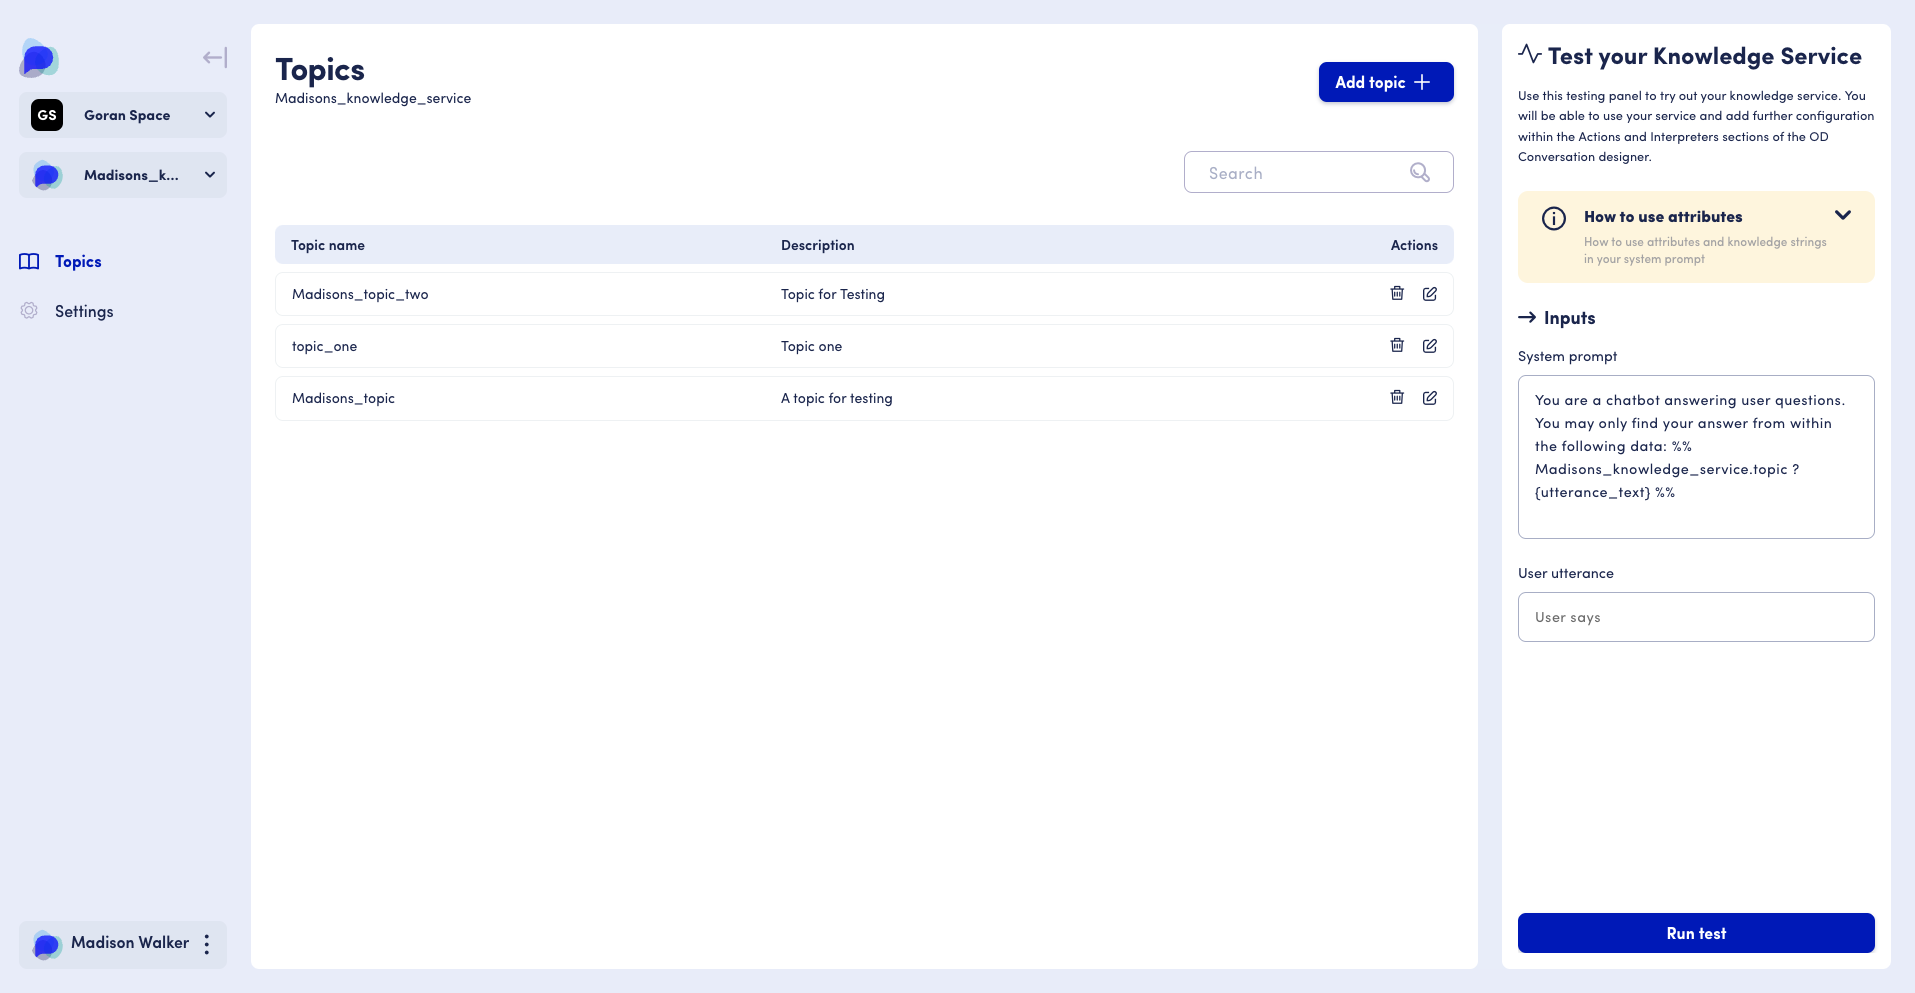 GS
Goran Space
Madisons_k...
Topics
Settings
Madison Walker
Topics
Madisons_knowledge_service
Add topic
Search
Topic name Description Actions
Madisons_topic_two Topic for Testing
topic_one Topic one
Madisons_topic A topic for testing
Test your Knowledge Service
Use this testing panel to try out your knowledge service. You
will be able to use your service and add further configuration
within the Actions and Interpreters sections of the OD
Conversation designer.
How to use attributes
How to use attributes and knowledge strings
in your system prompt
Inputs
System prompt
You are a chatbot answering user questions.
You may only find your answer from within
the following data: %%
Madisons_knowledge_service.topic ?
{utterance_text} %%
User utterance
User says
Run test